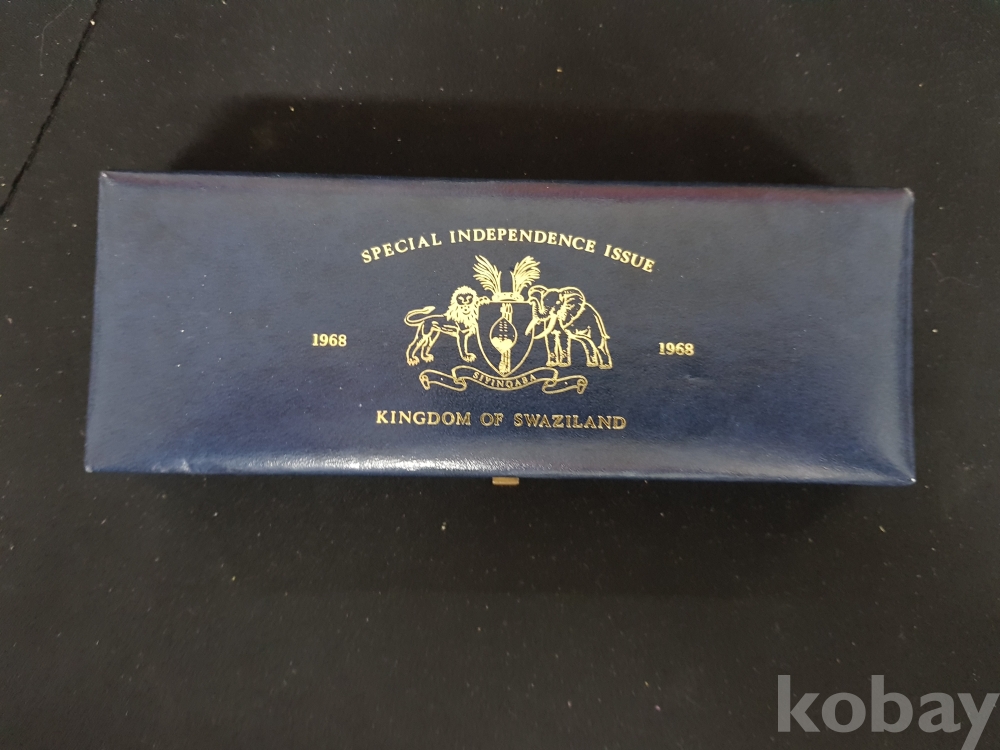 SPECIAL INDEPENDENCE ISSUE
1968
1968
SIYINQABA
KINGDOM OF SWAZILAND
kobay